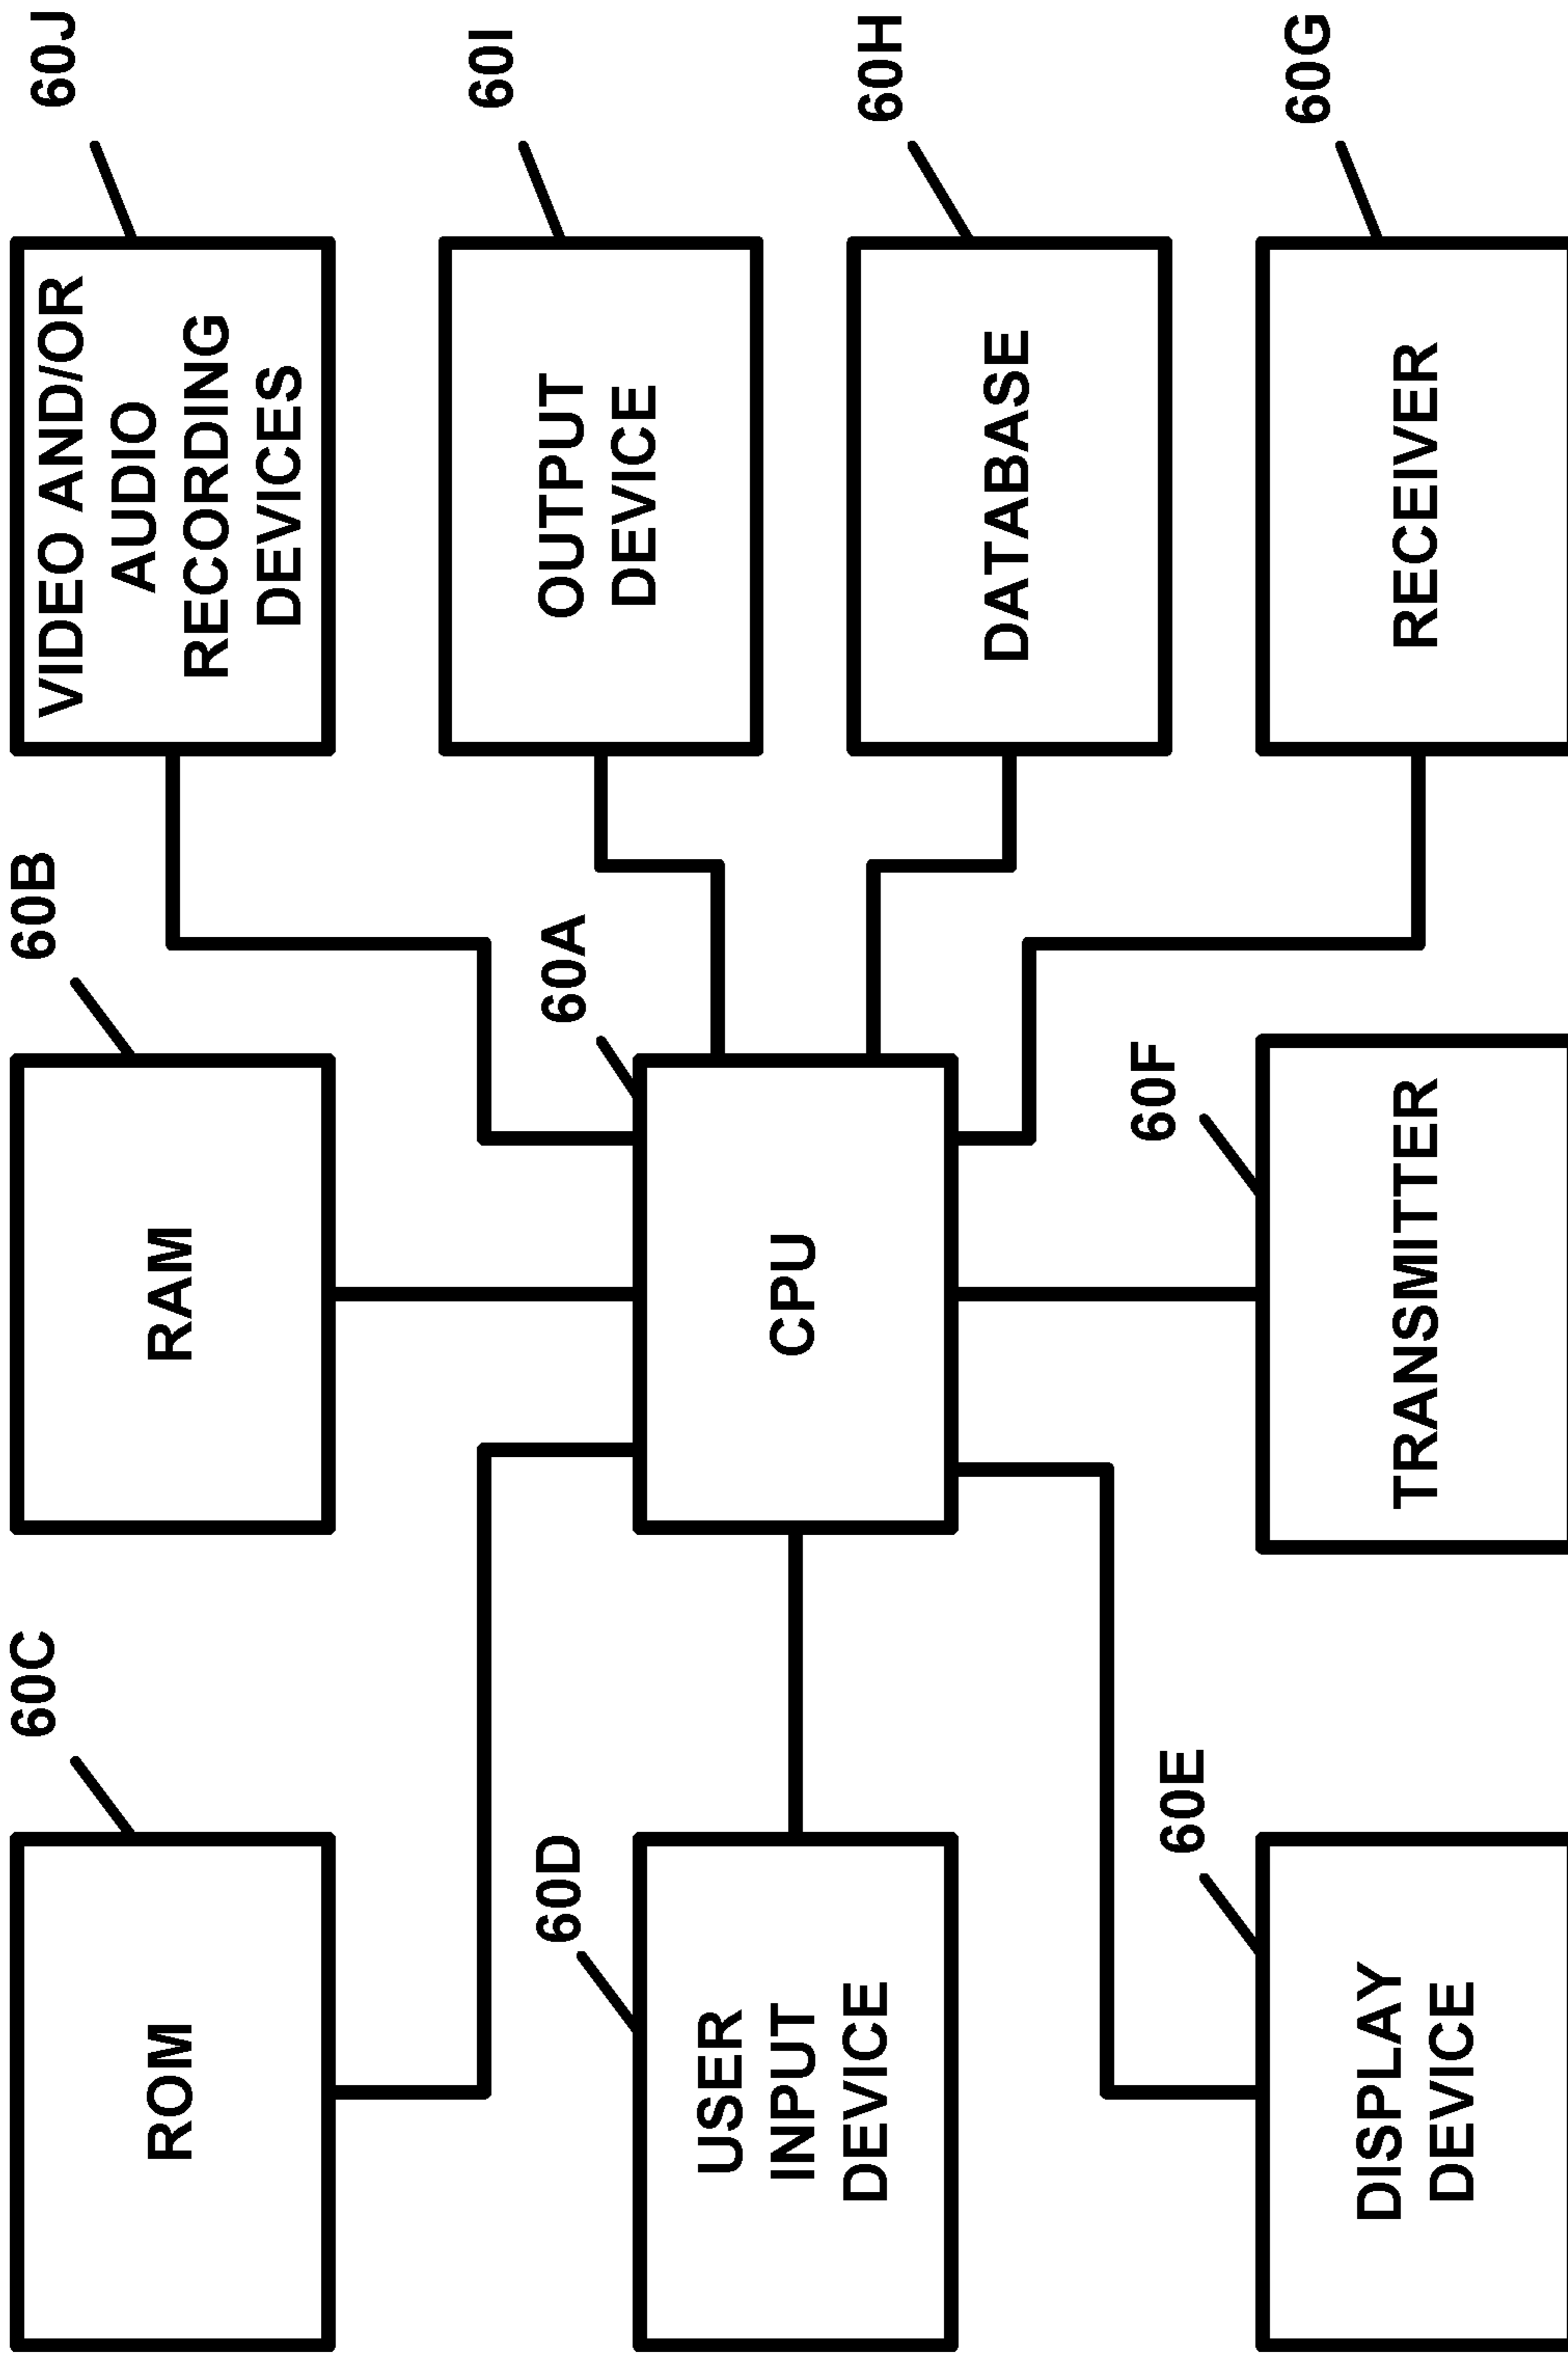 60C
ROM
60B
RAM
60J
VIDEO AND/OR
AUDIO
RECORDING
DEVICES
60I
OUTPUT
DEVICE
60D
USER
INPUT
DEVICE
60A
CPU
60H
DATABASE
60E
DISPLAY
DEVICE
60F
TRANSMITTER
60G
RECEIVER